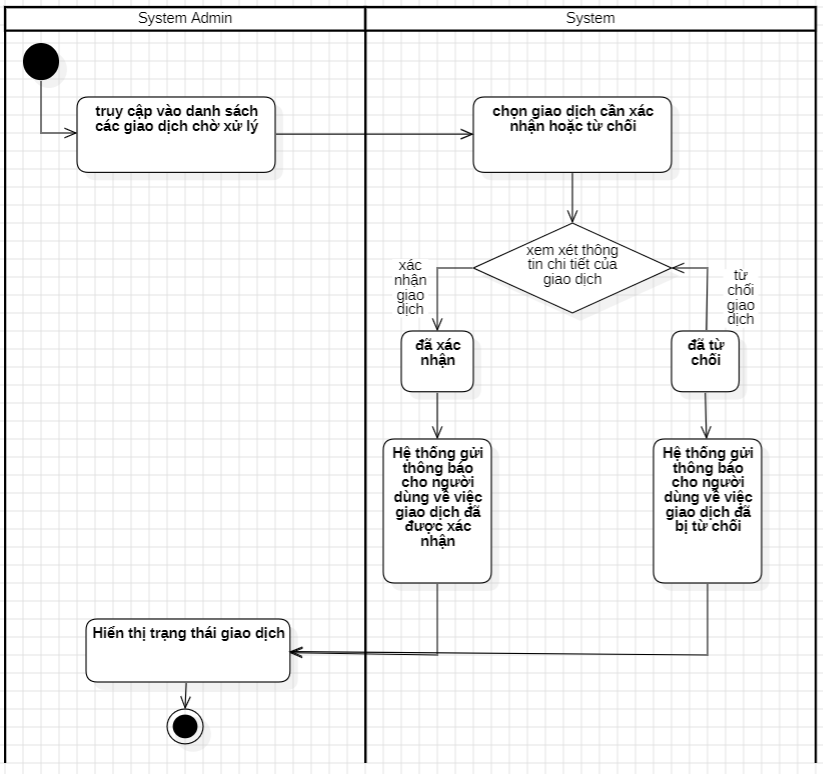 System Admin
System
truy cập vào danh sách
các giao dịch chờ xử lý
chọn giao dịch cần xác
nhận hoặc từ chối
xem xét thông
tin chi tiết của
giao dịch
xác
nhận
giao
dịch
từ
chối
giao
dịch
đã xác
nhận
đã từ
chối
Hệ thống gửi
thông báo
cho người
dùng về việc
giao dịch đã
được xác
nhận
Hệ thống gửi
thông báo
cho người
dùng về việc
giao dịch đã
bị từ chối
Hiển thị trạng thái giao dịch